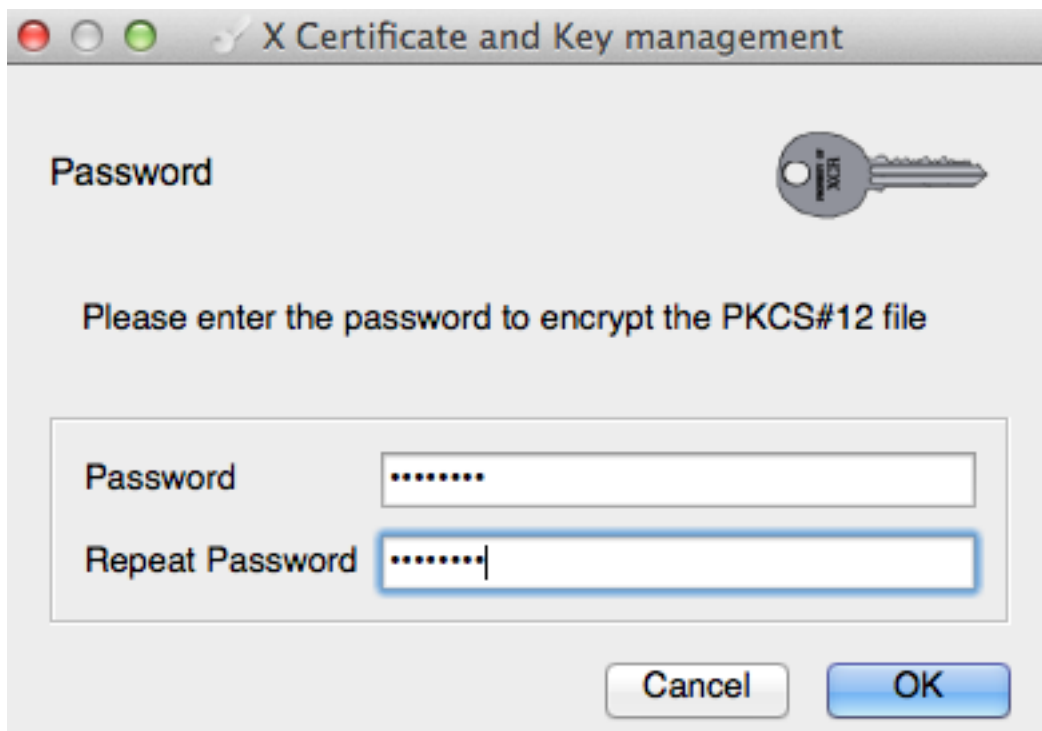 X Certificate and Key management
Password
Please enter the password to encrypt the PKCS#12 file
Password ••••••••
Repeat Password ••••••••
Cancel OK